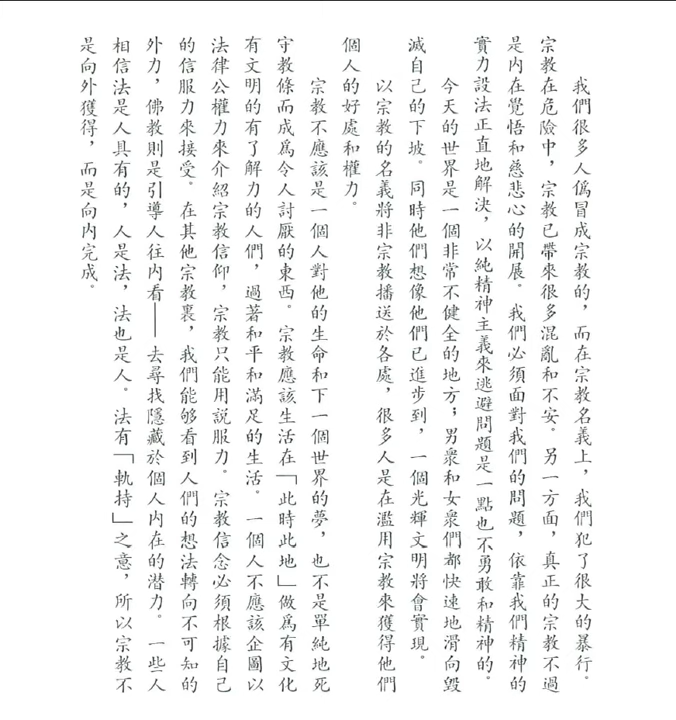 我們很多人僞冒成宗教的，而在宗教名義上，我們犯了很大的暴行。
宗教在危險中，宗教已帶來很多混亂和不安。另一方面，真正的宗教不過
是内在覺悟和慈悲心的開展。我們必須面對我們的問題，依靠我們精神的
實力設法正直地解決，以純精神主義來逃避問題是一點也不勇敢和精神的。
今天的世界是一個非常不健全的地方；男衆和女衆們都快速地滑向毀
滅自己的下坡。同時他們想像他們已進步到，一個光輝文明將會實現。
以宗教的名義將非宗教播送於各處，很多人是在濫用宗教來獲得他們
個人的好處和權力。
宗教不應該是一個人對他的生命和下一個世界的夢，也不是單純地死
守教條而成爲令人討厭的東西。宗教應該生活在「此時此地」做爲有文化
有文明的有了解力的人們，過著和平和滿足的生活。一個人不應該企圖以
法律公權力來介紹宗教信仰，宗教只能用説服力。宗教信念必須根據自己
的信服力來接受。在其他宗教裏，我們能够看到人們的想法轉向不可知的
外力，佛教則是引導人往内看——去尋找隱藏於個人内在的潛力。一些人
相信法是人具有的，人是法，法也是人。法有「軌持」之意，所以宗教不
是向外獲得，而是向内完成。